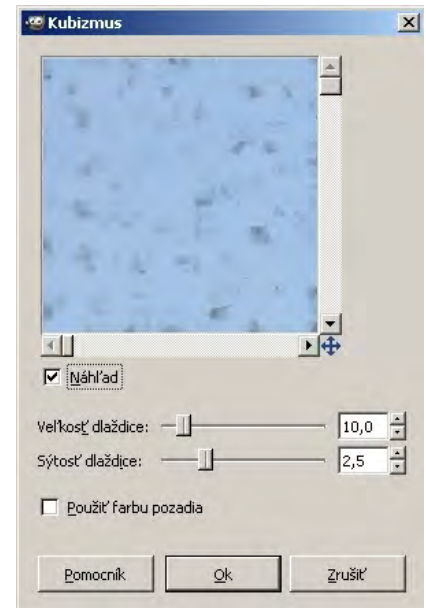 Kubizmus
Náhľad
Veľkosť dlaždice: 10,0
Sýtosť dlaždice: 2,5
Použiť farbu pozadia
Pomocník Ok Zrušiť